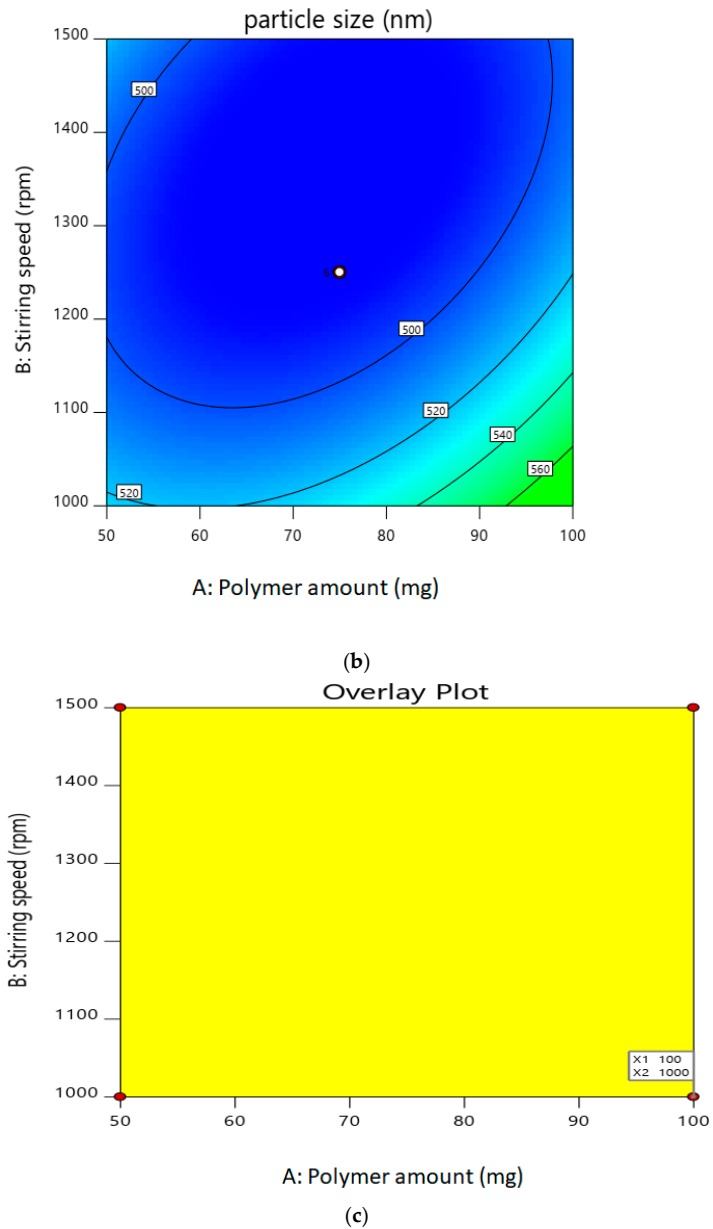 particle size (nm)
1500
1400
1300
1200
1100
1000
B: Stirring speed (rpm)
500
6
500
520
540
560
520
50 60 70 80 90 100
A: Polymer amount (mg)
(b)
Overlay Plot
1500
1400
1300
1200
1100
1000
B: Stirring speed (rpm)
X1 100
X2 1000
50 60 70 80 90 100
A: Polymer amount (mg)
(c)